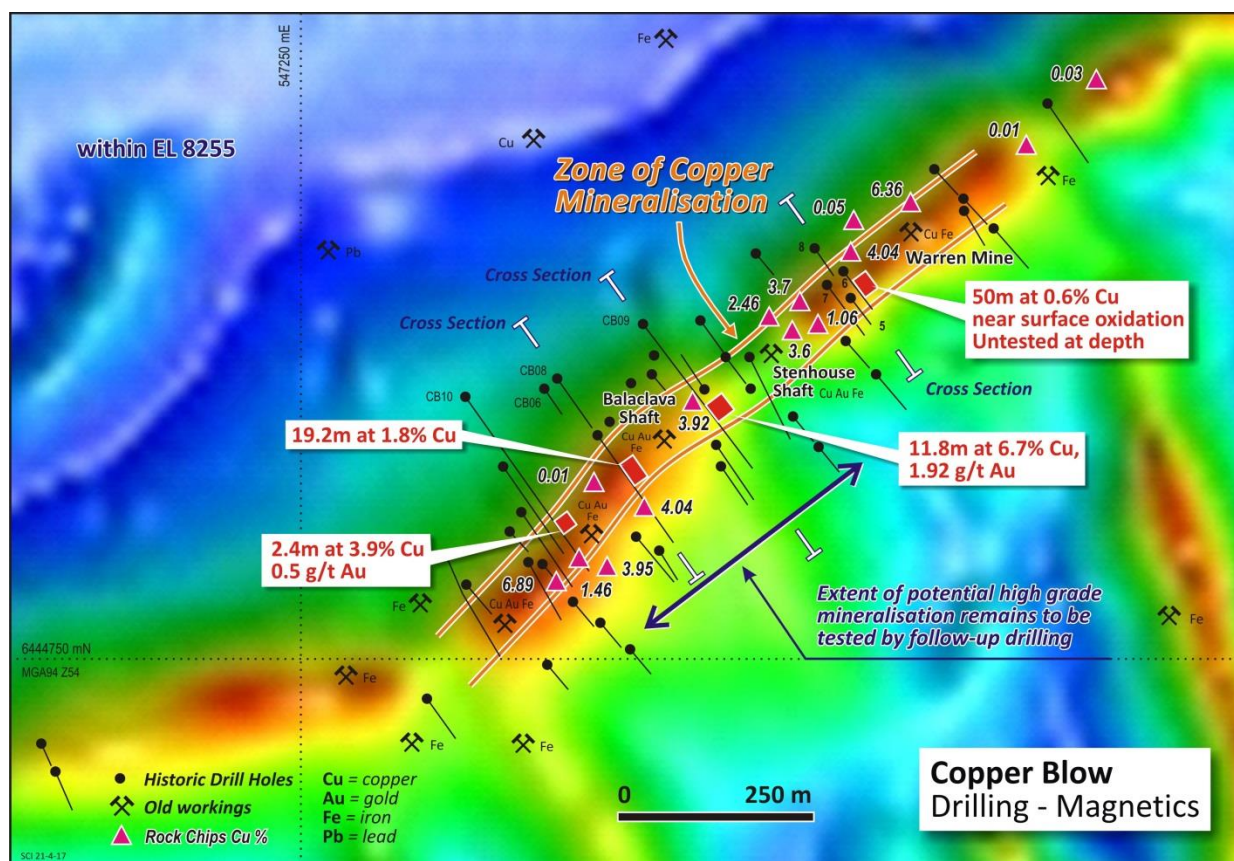 547250 mE
Fe
within EL 8255
Cu
0.03
0.01
Fe
Zone of Copper
Mineralisation
0.05
6.36
Pb
Cu Fe
4.04
Warren Mine
8
Cross Section
3.7
6
7
5
50m at 0.6% Cu
near surface oxidation
Untested at depth
2.46
1.06
Cross Section
CB09
3.6
Stenhouse
Shaft
Cu Au Fe
Cross Section
CB08
CB06
CB10
Balaclava
Shaft
3.92
Cu Au
Fe
19.2m at 1.8% Cu
11.8m at 6.7% Cu,
1.92 g/t Au
0.01
Cu Au
Fe
4.04
2.4m at 3.9% Cu
0.5 g/t Au
3.95
6.89
1.46
Cu Au Fe
Fe
Extent of potential high grade
mineralisation remains to be
tested by follow-up drilling
Fe
6444750 mN
MGA94 Z54
Fe
Fe
Fe
Historic Drill Holes
Old workings
Rock Chips Cu %
Cu = copper
Au = gold
Fe = iron
Pb = lead
0
250 m
Copper Blow
Drilling - Magnetics
SCI 21-4-17